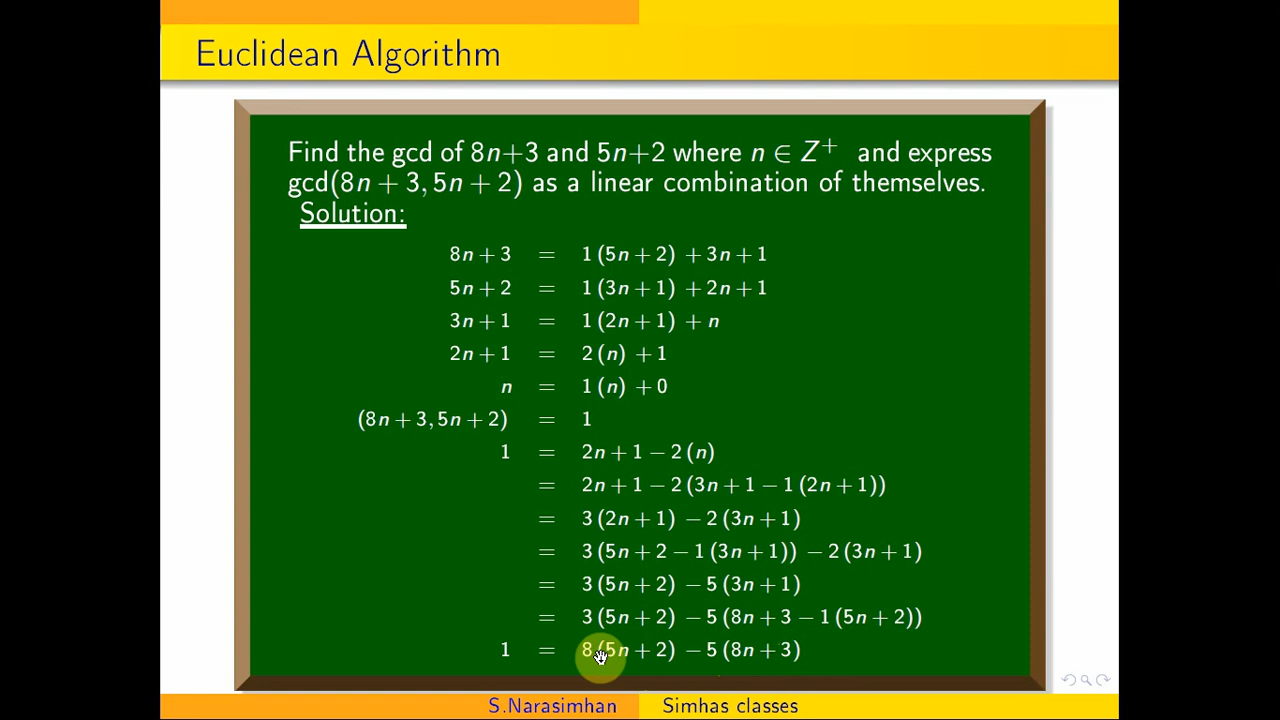 Euclidean Algorithm
Find the gcd of 8n+3 and 5n+2 where n ∈ Z⁺ and express
gcd(8n + 3, 5n + 2) as a linear combination of themselves.
Solution:
8n + 3 = 1(5n + 2) + 3n + 1
5n + 2 = 1(3n + 1) + 2n + 1
3n + 1 = 1(2n + 1) + n
2n + 1 = 2(n) + 1
n = 1(n) + 0
(8n + 3, 5n + 2) = 1
1 = 2n + 1 − 2(n)
= 2n + 1 − 2(3n + 1 − 1(2n + 1))
= 3(2n + 1) − 2(3n + 1)
= 3(5n + 2 − 1(3n + 1)) − 2(3n + 1)
= 3(5n + 2) − 5(3n + 1)
= 3(5n + 2) − 5(8n + 3 − 1(5n + 2))
1 = 8(5n + 2) − 5(8n + 3)
S.Narasimhan Simhas classes